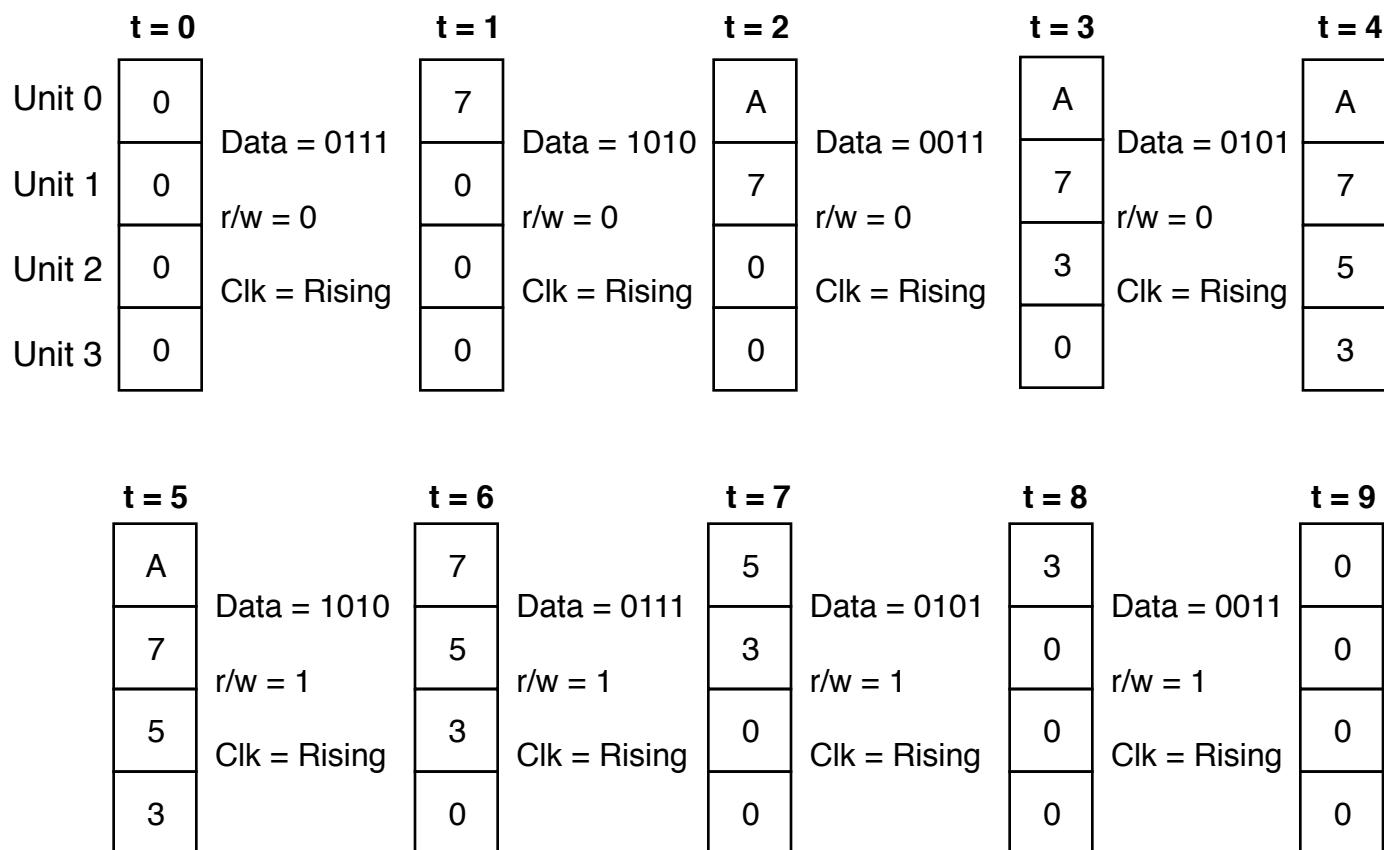 t = 0 t = 1 t = 2 t = 3 t = 4
Unit 0 0 7 A A A
Data = 0111 Data = 1010 Data = 0011 Data = 0101
Unit 1 0 0 7 7 7
r/w = 0 r/w = 0 r/w = 0 r/w = 0
Unit 2 0 0 0 3 5
Clk = Rising Clk = Rising Clk = Rising Clk = Rising
Unit 3 0 0 0 0 3
t = 5 t = 6 t = 7 t = 8 t = 9
A 7 5 3 0
Data = 1010 Data = 0111 Data = 0101 Data = 0011
7 5 3 0 0
r/w = 1 r/w = 1 r/w = 1 r/w = 1
5 3 0 0 0
Clk = Rising Clk = Rising Clk = Rising Clk = Rising
3 0 0 0 0